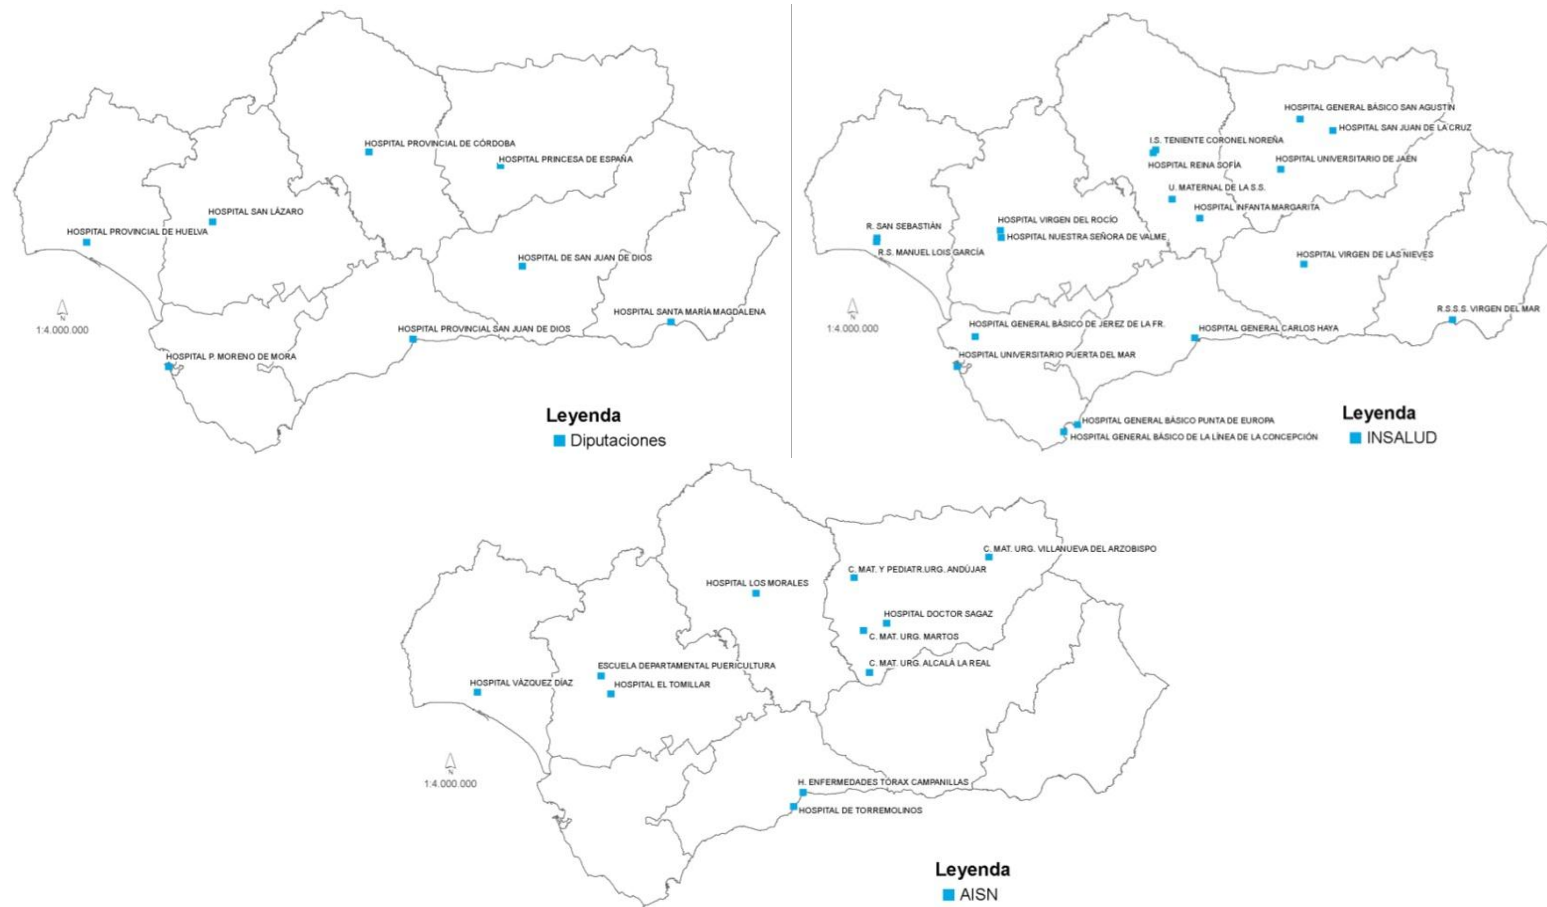 HOSPITAL PROVINCIAL DE CÓRDOBA
HOSPITAL PRINCESA DE ESPAÑA
HOSPITAL SAN LÁZARO
HOSPITAL PROVINCIAL DE HUELVA
HOSPITAL DE SAN JUAN DE DIOS
HOSPITAL SANTA MARÍA MAGDALENA
N
1:4.000.000
HOSPITAL PROVINCIAL SAN JUAN DE DIOS
HOSPITAL P. MORENO DE MORA
Leyenda
Diputaciones
HOSPITAL GENERAL BÁSICO SAN AGUSTÍN
HOSPITAL SAN JUAN DE LA CRUZ
I.S. TENIENTE CORONEL NOREÑA
HOSPITAL REINA SOFÍA
HOSPITAL UNIVERSITARIO DE JAÉN
U. MATERNAL DE LA S.S.
HOSPITAL INFANTA MARGARITA
HOSPITAL VIRGEN DEL ROCÍO
R. SAN SEBASTIÁN
HOSPITAL NUESTRA SEÑORA DE VALME
R.S. MANUEL LOIS GARCÍA
HOSPITAL VIRGEN DE LAS NIEVES
R.S.S.S. VIRGEN DEL MAR
N
1:4.000.000
HOSPITAL GENERAL BÁSICO DE JEREZ DE LA FR.
HOSPITAL GENERAL CARLOS HAYA
HOSPITAL UNIVERSITARIO PUERTA DEL MAR
HOSPITAL GENERAL BÁSICO PUNTA DE EUROPA
HOSPITAL GENERAL BÁSICO DE LA LÍNEA DE LA CONCEPCIÓN
Leyenda
INSALUD
C. MAT. URG. VILLANUEVA DEL ARZOBISPO
C. MAT. Y PEDIATR.URG. ANDÚJAR
HOSPITAL LOS MORALES
HOSPITAL DOCTOR SAGAZ
C. MAT. URG. MARTOS
C. MAT. URG. ALCALÁ LA REAL
ESCUELA DEPARTAMENTAL PUERICULTURA
HOSPITAL VÁZQUEZ DÍAZ
HOSPITAL EL TOMILLAR
N
1:4.000.000
H. ENFERMEDADES TORAX CAMPANILLAS
HOSPITAL DE TORREMOLINOS
Leyenda
AISN